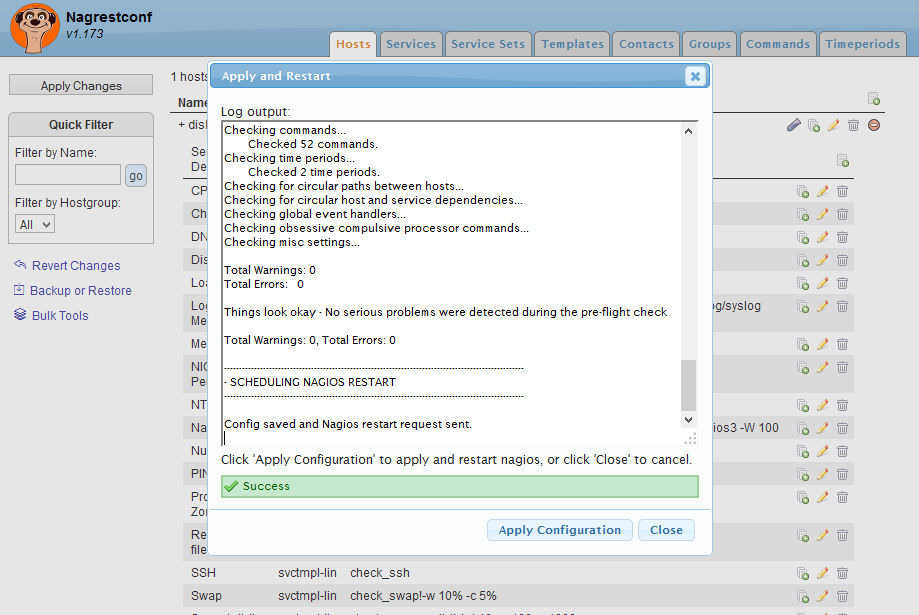 Nagrestconf
v1.173
Hosts
Services
Service Sets
Templates
Contacts
Groups
Commands
Timeperiods
Apply Changes
Quick Filter
Filter by Name:
go
Filter by Hostgroup:
All
Revert Changes
Backup or Restore
Bulk Tools
1 hosts
Name
Apply and Restart
Log output:
Checking commands...
Checked 52 commands.
Checking time periods...
Checked 2 time periods.
Checking for circular paths between hosts...
Checking for circular host and service dependencies...
Checking global event handlers...
Checking obsessive compulsive processor commands...
Checking misc settings...
Total Warnings: 0
Total Errors: 0
Things look okay - No serious problems were detected during the pre-flight check
Total Warnings: 0, Total Errors: 0
- SCHEDULING NAGIOS RESTART
Config saved and Nagios restart request sent.
Click 'Apply Configuration' to apply and restart nagios, or click 'Close' to cancel.
Success
Apply Configuration
Close
+ dis
Se
De
CP
Ch
DN
Dis
Loa
Log
Me
og/syslog
Me
NIC
Pe
NT
Na
ios3 -W 100
Nu
PIN
Pro
Zo
Re
file
SSH svctmpl-lin check_ssh
Swap svctmpl-lin check_swap!-w 10% -c 5%